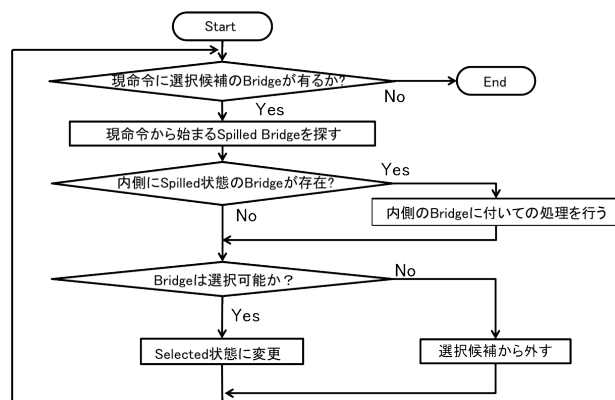 Start
現命令に選択候補のBridgeが有るか?
End
No
Yes
現命令から始まるSpilled Bridgeを探す
内側にSpilled状態のBridgeが存在?
Yes
No
内側のBridgeに付いての処理を行う
Bridgeは選択可能か？
No
Yes
Selected状態に変更
選択候補から外す